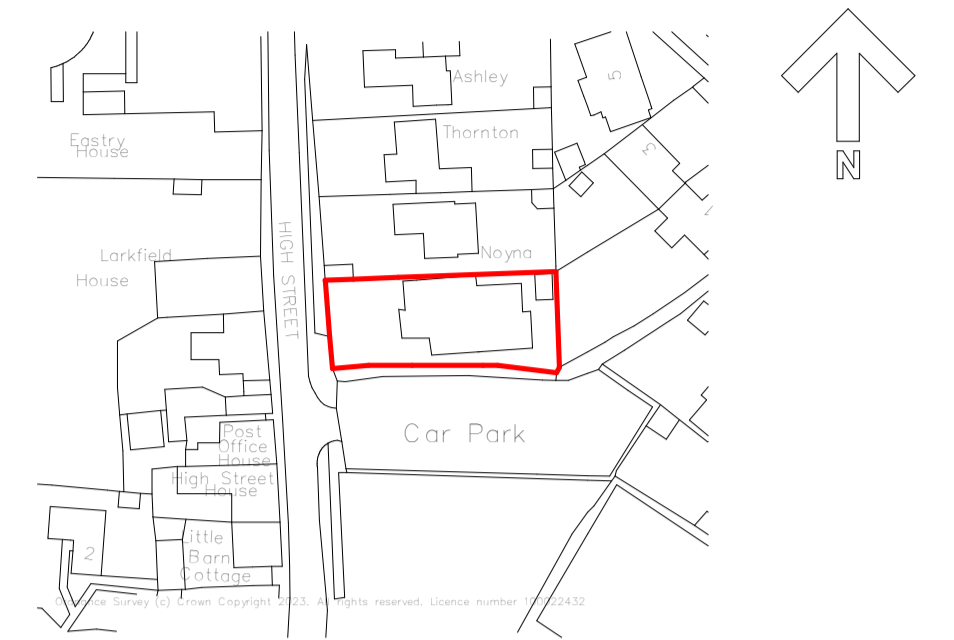 Ashley
5
Thornton
Eastry
House
3
N
HIGH STREET
Larkfield
House
Noyna
Car Park
Post
Office
House
High Street
House
Little
Barn
Cottage
2
Ordnance Survey (c) Crown Copyright 2023. All rights reserved. Licence number 100022432